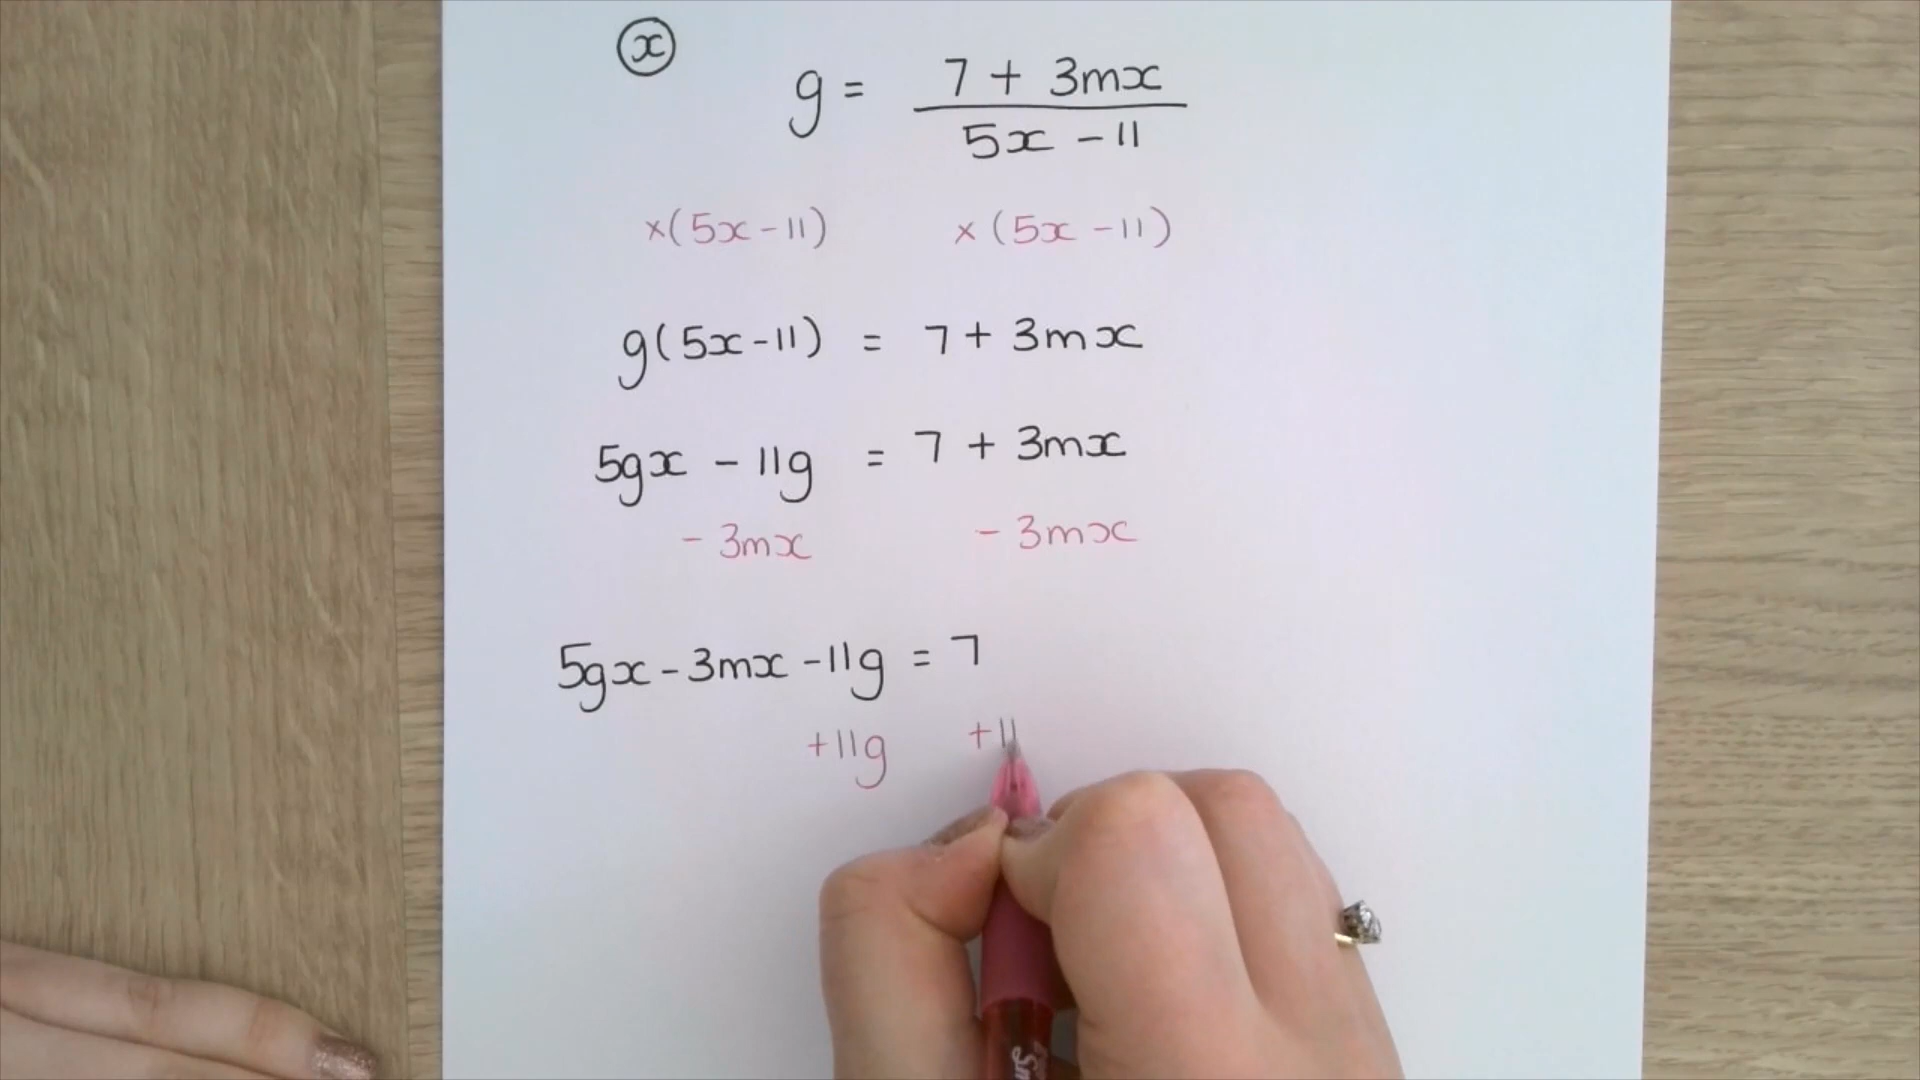 x
g = 7 + 3mx / 5x - 11
×(5x-11) ×(5x-11)
g(5x-11) = 7 + 3mx
5gx - 11g = 7 + 3mx
- 3mx - 3mx
5gx - 3mx - 11g = 7
+11g +11